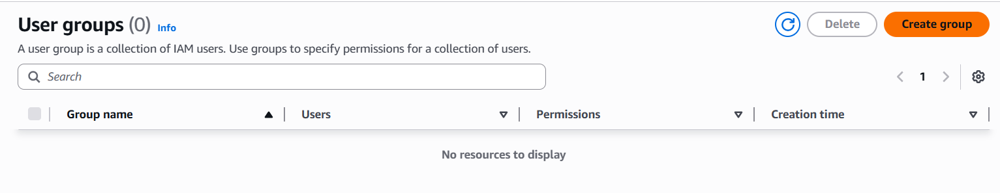 User groups (0) Info
Delete
Create group
A user group is a collection of IAM users. Use groups to specify permissions for a collection of users.
Search
1
Group name Users Permissions Creation time
No resources to display